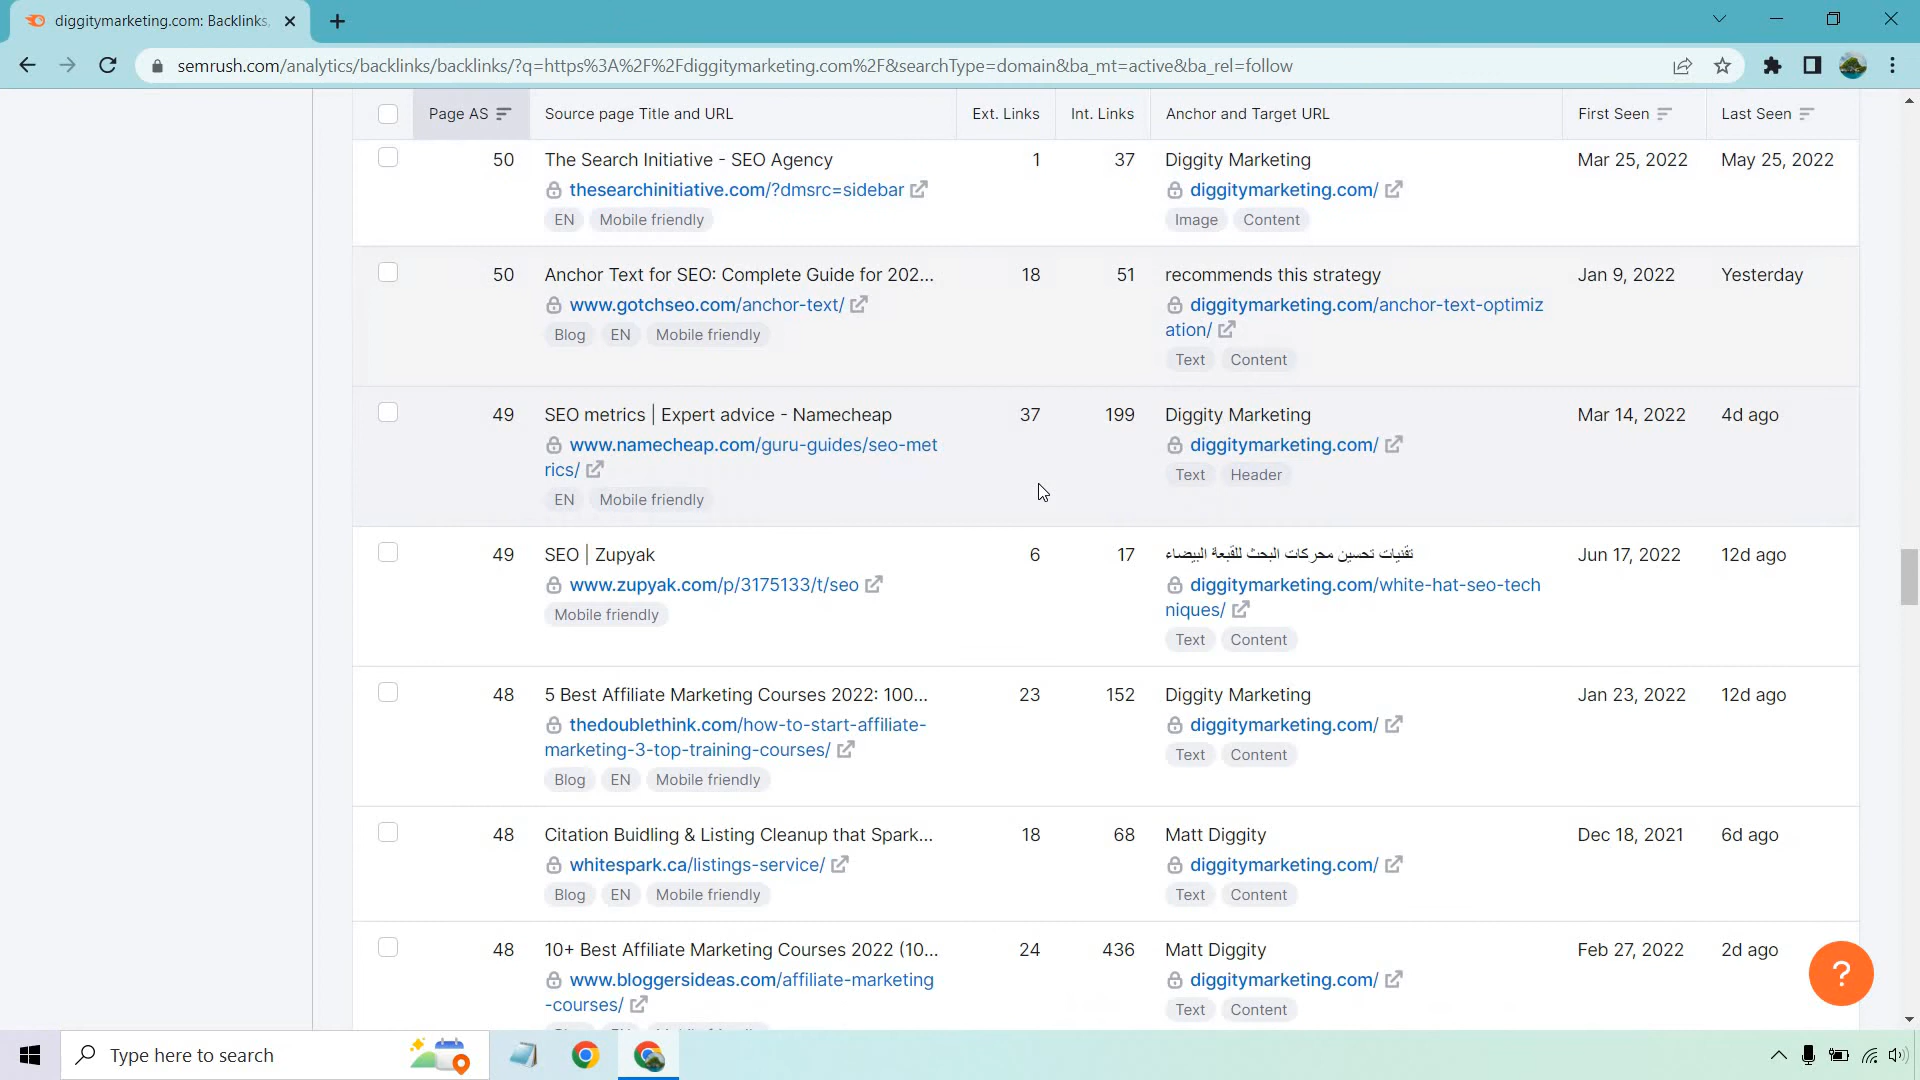 diggitymarketing.com: Backlinks,
semrush.com/analytics/backlinks/backlinks/?q=https%3A%2F%2Fdiggitymarketing.com%2F&searchType=domain&ba_mt=active&ba_rel=follow
Page AS Source page Title and URL Ext. Links Int. Links Anchor and Target URL First Seen Last Seen
50 The Search Initiative - SEO Agency 1 37 Diggity Marketing Mar 25, 2022 May 25, 2022
thesearchinitiative.com/?dmsrc=sidebar diggitymarketing.com/
EN Mobile friendly Image Content
50 Anchor Text for SEO: Complete Guide for 202... 18 51 recommends this strategy Jan 9, 2022 Yesterday
www.gotchseo.com/anchor-text/ diggitymarketing.com/anchor-text-optimiz
Blog EN Mobile friendly ation/
Text Content
49 SEO metrics | Expert advice - Namecheap 37 199 Diggity Marketing Mar 14, 2022 4d ago
www.namecheap.com/guru-guides/seo-met diggitymarketing.com/
rics/ Text Header
EN Mobile friendly
49 SEO | Zupyak 6 17 تقنيات تحسين محركات البحث للقبعة البيضاء Jun 17, 2022 12d ago
www.zupyak.com/p/3175133/t/seo diggitymarketing.com/white-hat-seo-tech
Mobile friendly niques/
Text Content
48 5 Best Affiliate Marketing Courses 2022: 100... 23 152 Diggity Marketing Jan 23, 2022 12d ago
thedoublethink.com/how-to-start-affiliate- diggitymarketing.com/
marketing-3-top-training-courses/ Text Content
Blog EN Mobile friendly
48 Citation Buidling & Listing Cleanup that Spark... 18 68 Matt Diggity Dec 18, 2021 6d ago
whitespark.ca/listings-service/ diggitymarketing.com/
Blog EN Mobile friendly Text Content
48 10+ Best Affiliate Marketing Courses 2022 (10... 24 436 Matt Diggity Feb 27, 2022 2d ago
www.bloggersideas.com/affiliate-marketing diggitymarketing.com/
-courses/ Text Content
?
Type here to search